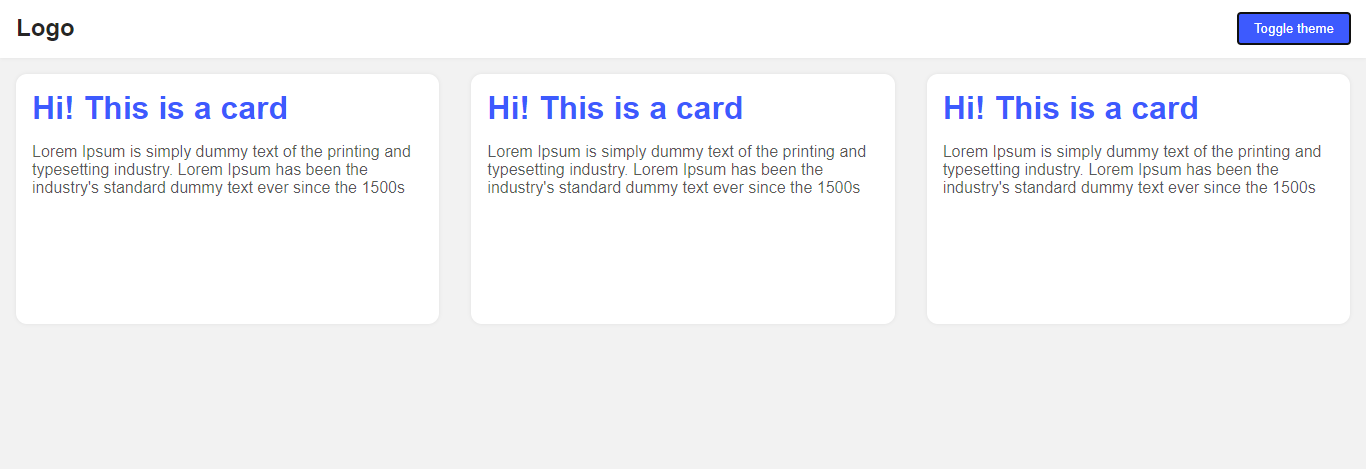 Logo
Toggle theme
Hi! This is a card
Lorem Ipsum is simply dummy text of the printing and
typesetting industry. Lorem Ipsum has been the
industry's standard dummy text ever since the 1500s
Hi! This is a card
Lorem Ipsum is simply dummy text of the printing and
typesetting industry. Lorem Ipsum has been the
industry's standard dummy text ever since the 1500s
Hi! This is a card
Lorem Ipsum is simply dummy text of the printing and
typesetting industry. Lorem Ipsum has been the
industry's standard dummy text ever since the 1500s